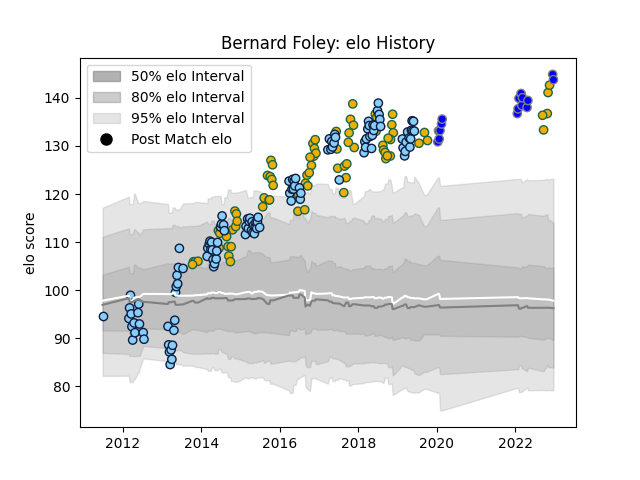 Bernard Foley: elo History
50% elo Interval
80% elo Interval
95% elo Interval
Post Match elo
elo score
140
130
120
110
100
90
80
2012
2014
2016
2018
2020
2022